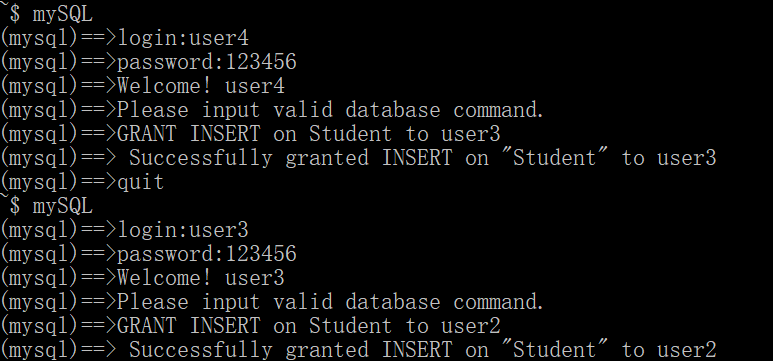 ~$ mySQL
(mysql)==>login:user4
(mysql)==>password:123456
(mysql)==>Welcome! user4
(mysql)==>Please input valid database command.
(mysql)==>GRANT INSERT on Student to user3
(mysql)==> Successfully granted INSERT on "Student" to user3
(mysql)==>quit
~$ mySQL
(mysql)==>login:user3
(mysql)==>password:123456
(mysql)==>Welcome! user3
(mysql)==>Please input valid database command.
(mysql)==>GRANT INSERT on Student to user2
(mysql)==> Successfully granted INSERT on "Student" to user2